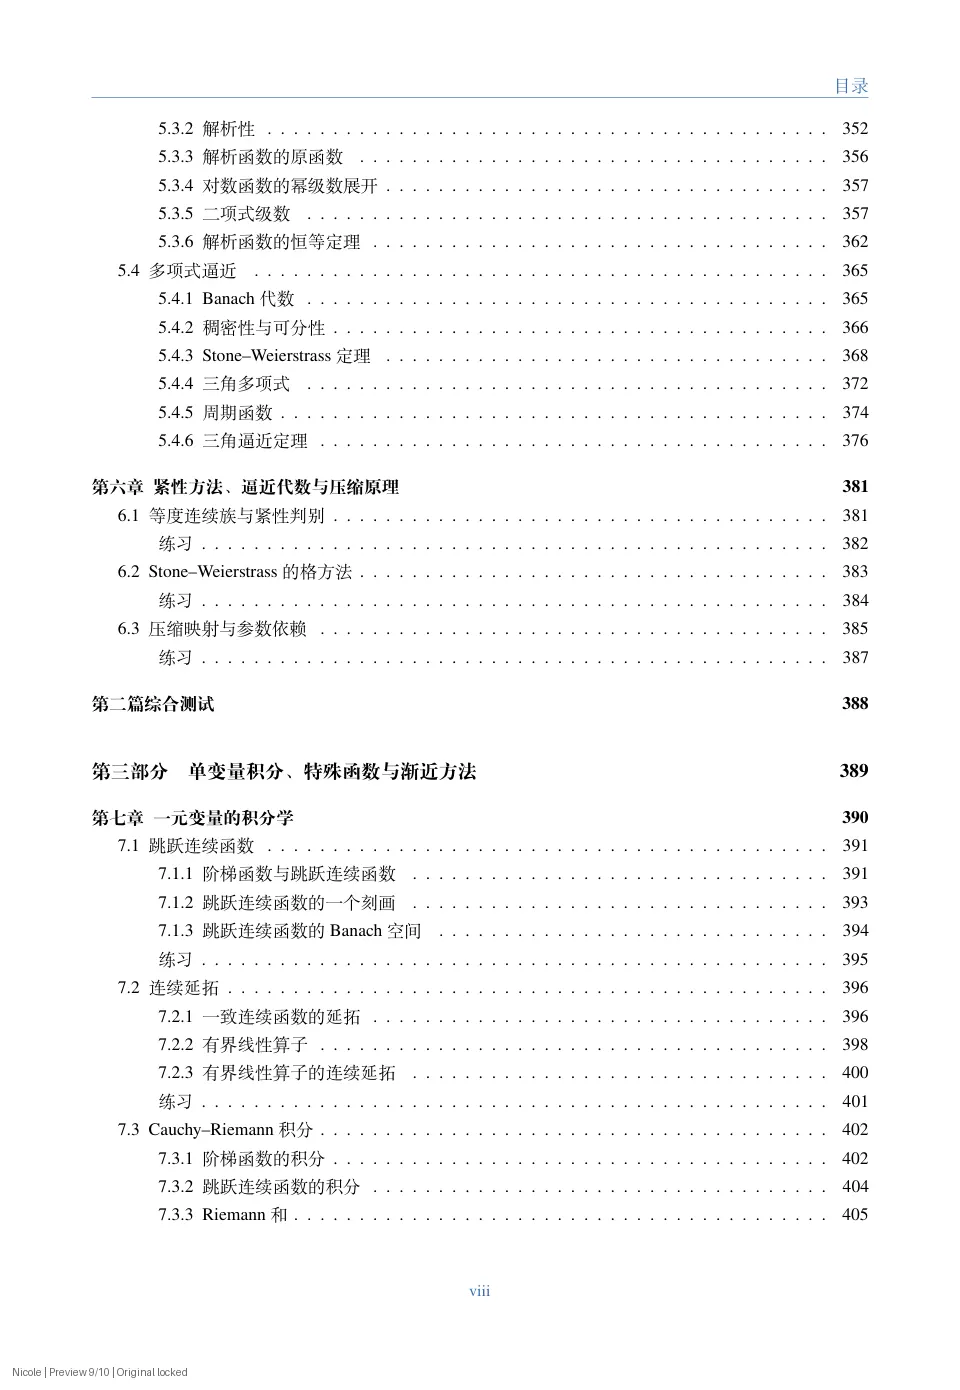 目录
5.3.2 解析性 . . . . . . . . . . 352
5.3.3 解析函数的原函数 . . . . . . . . . . 356
5.3.4 对数函数的幂级数展开 . . . . . . . . . . 357
5.3.5 二项式级数 . . . . . . . . . . 357
5.3.6 解析函数的恒等定理 . . . . . . . . . . 362
5.4 多项式逼近 . . . . . . . . . . 365
5.4.1 Banach 代数 . . . . . . . . . . 365
5.4.2 稠密性与可分性 . . . . . . . . . . 366
5.4.3 Stone–Weierstrass 定理 . . . . . . . . . . 368
5.4.4 三角多项式 . . . . . . . . . . 372
5.4.5 周期函数 . . . . . . . . . . 374
5.4.6 三角逼近定理 . . . . . . . . . . 376
第六章 紧性方法、逼近代数与压缩原理 381
6.1 等度连续族与紧性判别 . . . . . . . . . . 381
练习 . . . . . . . . . . 382
6.2 Stone–Weierstrass 的格方法 . . . . . . . . . . 383
练习 . . . . . . . . . . 384
6.3 压缩映射与参数依赖 . . . . . . . . . . 385
练习 . . . . . . . . . . 387
第二篇综合测试 388
第三部分 单变量积分、特殊函数与渐近方法 389
第七章 一元变量的积分学 390
7.1 跳跃连续函数 . . . . . . . . . . 391
7.1.1 阶梯函数与跳跃连续函数 . . . . . . . . . . 391
7.1.2 跳跃连续函数的一个刻画 . . . . . . . . . . 393
7.1.3 跳跃连续函数的 Banach 空间 . . . . . . . . . . 394
练习 . . . . . . . . . . 395
7.2 连续延拓 . . . . . . . . . . 396
7.2.1 一致连续函数的延拓 . . . . . . . . . . 396
7.2.2 有界线性算子 . . . . . . . . . . 398
7.2.3 有界线性算子的连续延拓 . . . . . . . . . . 400
练习 . . . . . . . . . . 401
7.3 Cauchy–Riemann 积分 . . . . . . . . . . 402
7.3.1 阶梯函数的积分 . . . . . . . . . . 402
7.3.2 跳跃连续函数的积分 . . . . . . . . . . 404
7.3.3 Riemann 和 . . . . . . . . . . 405
viii
Nicole | Preview 9/10 | Original locked